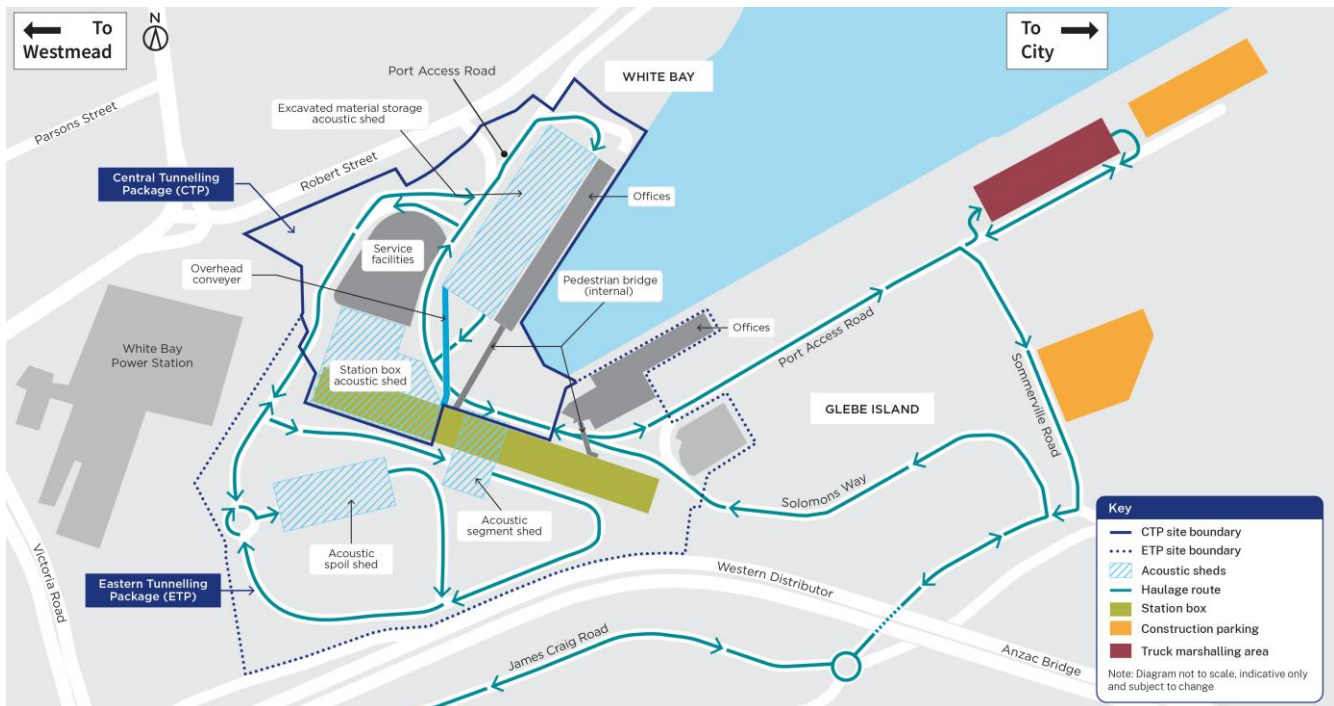 To
Westmead
N
To
City
Port Access Road
WHITE BAY
Excavated material storage
acoustic shed
Parsons Street
Robert Street
Central Tunnelling
Package (CTP)
Offices
Service
facilities
Overhead
conveyer
Pedestrian bridge
(internal)
Offices
White Bay
Power Station
Station box
acoustic shed
Port Access Road
Sommerville Road
GLEBE ISLAND
Solomons Way
Acoustic
segment shed
Acoustic
spoil shed
Victoria Road
Eastern Tunnelling
Package (ETP)
Western Distributor
James Craig Road
Anzac Bridge
Key
CTP site boundary
ETP site boundary
Acoustic sheds
Haulage route
Station box
Construction parking
Truck marshalling area
Note: Diagram not to scale, indicative only
and subject to change